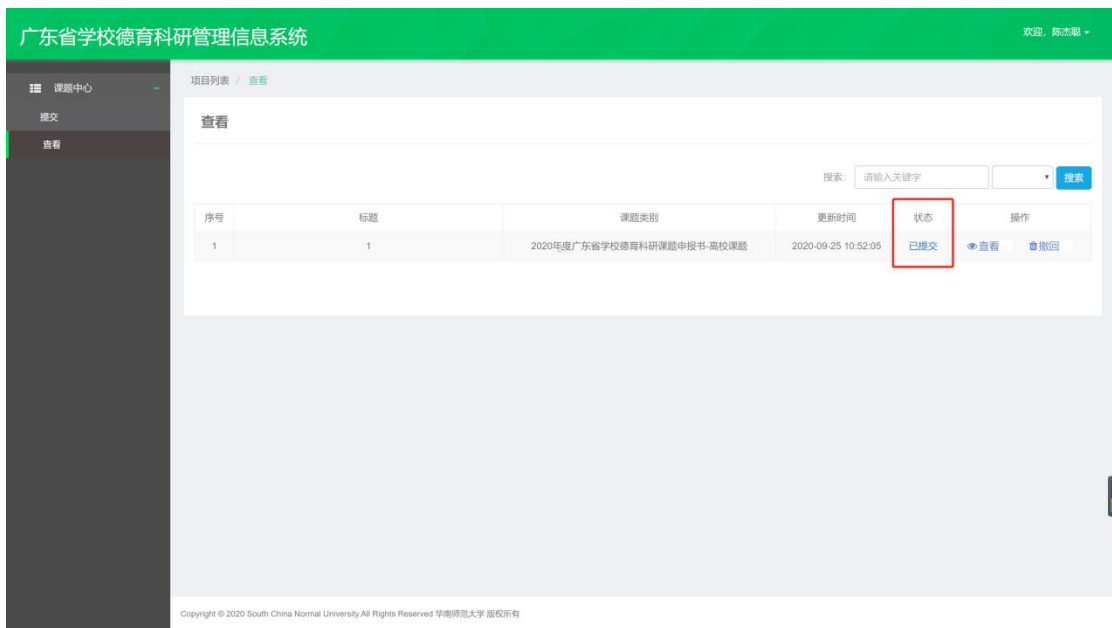 广东省学校德育科研管理信息系统
欢迎，陈杰聪
课题中心
提交
查看
项目列表 / 查看
查看
搜索： 请输入关键字 搜索
序号 标题 课题类别 更新时间 状态 操作
1 1 2020年度广东省学校德育科研课题申报书-高校课题 2020-09-25 10:52:05 已提交 查看 撤回
Copyright © 2020 South China Normal University.All Rights Reserved 华南师范大学 版权所有